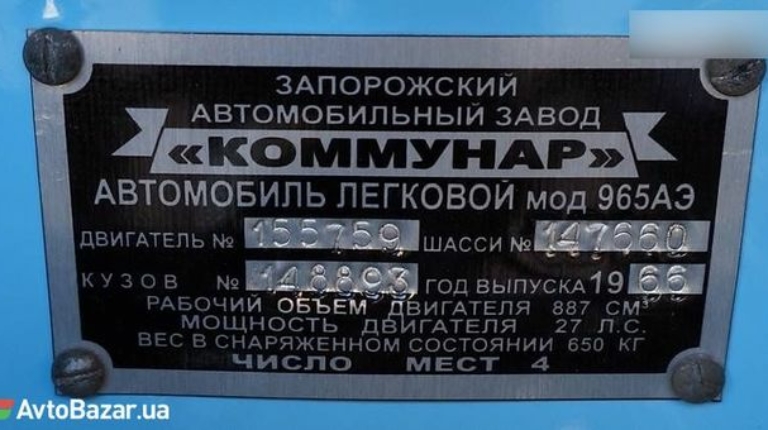 ЗАПОРОЖСКИЙ
АВТОМОБИЛЬНЫЙ ЗАВОД
«КОММУНАР»
АВТОМОБИЛЬ ЛЕГКОВОЙ мод 965АЭ
ДВИГАТЕЛЬ № 155759 ШАССИ № 147660
КУЗОВ № 148893 ГОД ВЫПУСКА 1966
РАБОЧИЙ ОБЪЕМ ДВИГАТЕЛЯ 887 СМ³
МОЩНОСТЬ ДВИГАТЕЛЯ 27 Л.С.
ВЕС В СНАРЯЖЕННОМ СОСТОЯНИИ 650 КГ
ЧИСЛО МЕСТ 4
AvtoBazar.ua